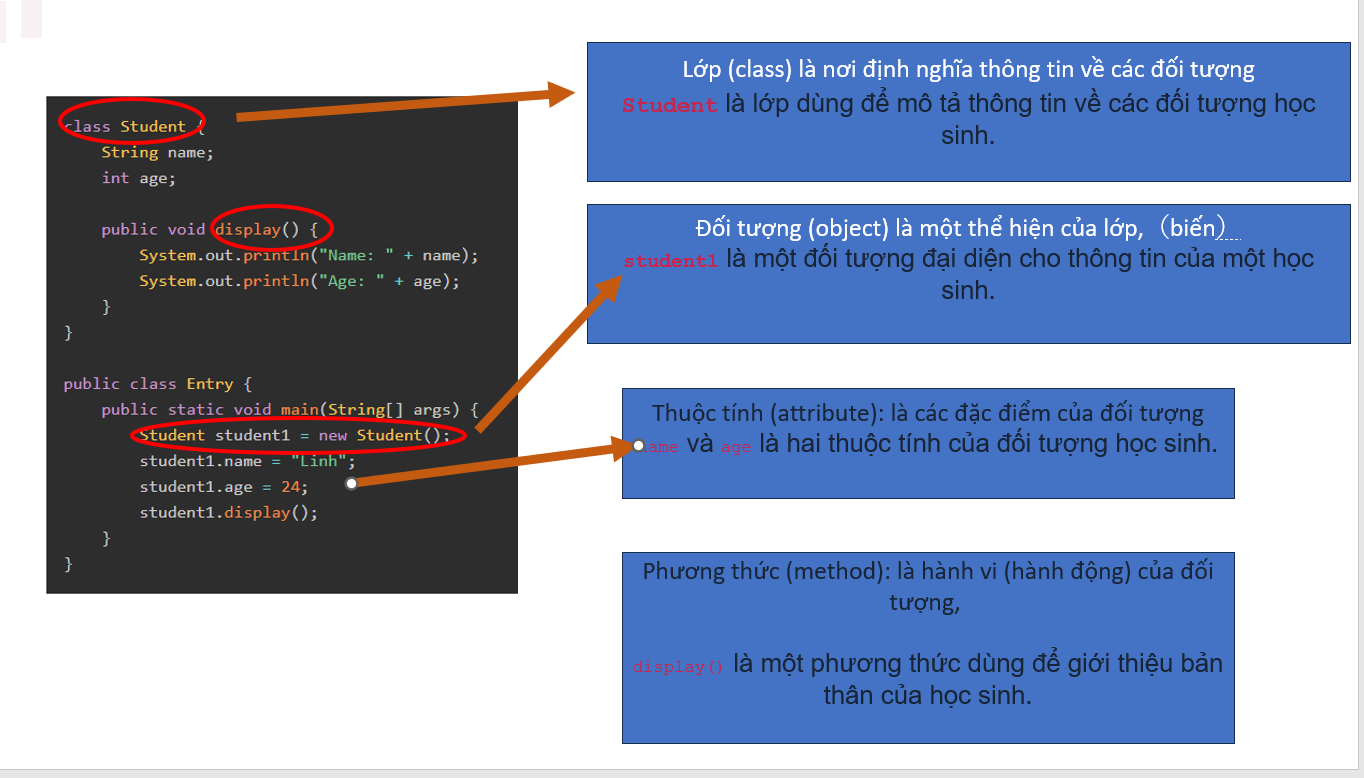 class Student {
String name;
int age;
public void display() {
System.out.println("Name: " + name);
System.out.println("Age: " + age);
}
}
public class Entry {
public static void main(String[] args) {
Student student1 = new Student();
student1.name = "Linh";
student1.age = 24;
student1.display();
}
}
Lớp (class) là nơi định nghĩa thông tin về các đối tượng
Student là lớp dùng để mô tả thông tin về các đối tượng học
sinh.
Đối tượng (object) là một thể hiện của lớp,（biến）
student1 là một đối tượng đại diện cho thông tin của một học
sinh.
Thuộc tính (attribute): là các đặc điểm của đối tượng
name và age là hai thuộc tính của đối tượng học sinh.
Phương thức (method): là hành vi (hành động) của đối
tượng,
display() là một phương thức dùng để giới thiệu bản
thân của học sinh.